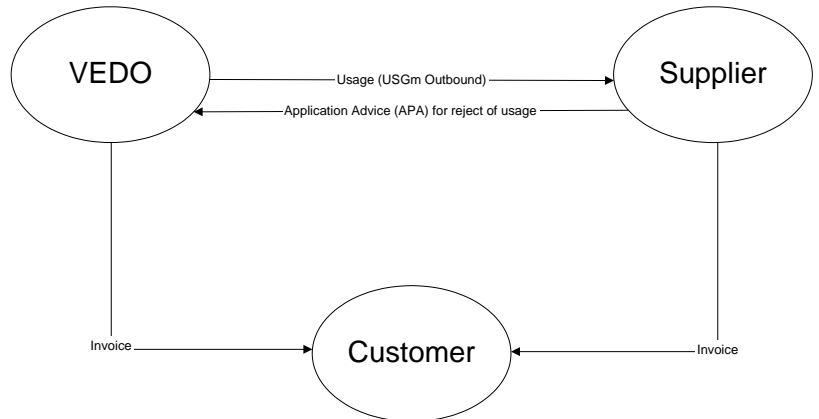 VEDO
Supplier
Usage (USGm Outbound)
Application Advice (APA) for reject of usage
Invoice
Customer
Invoice